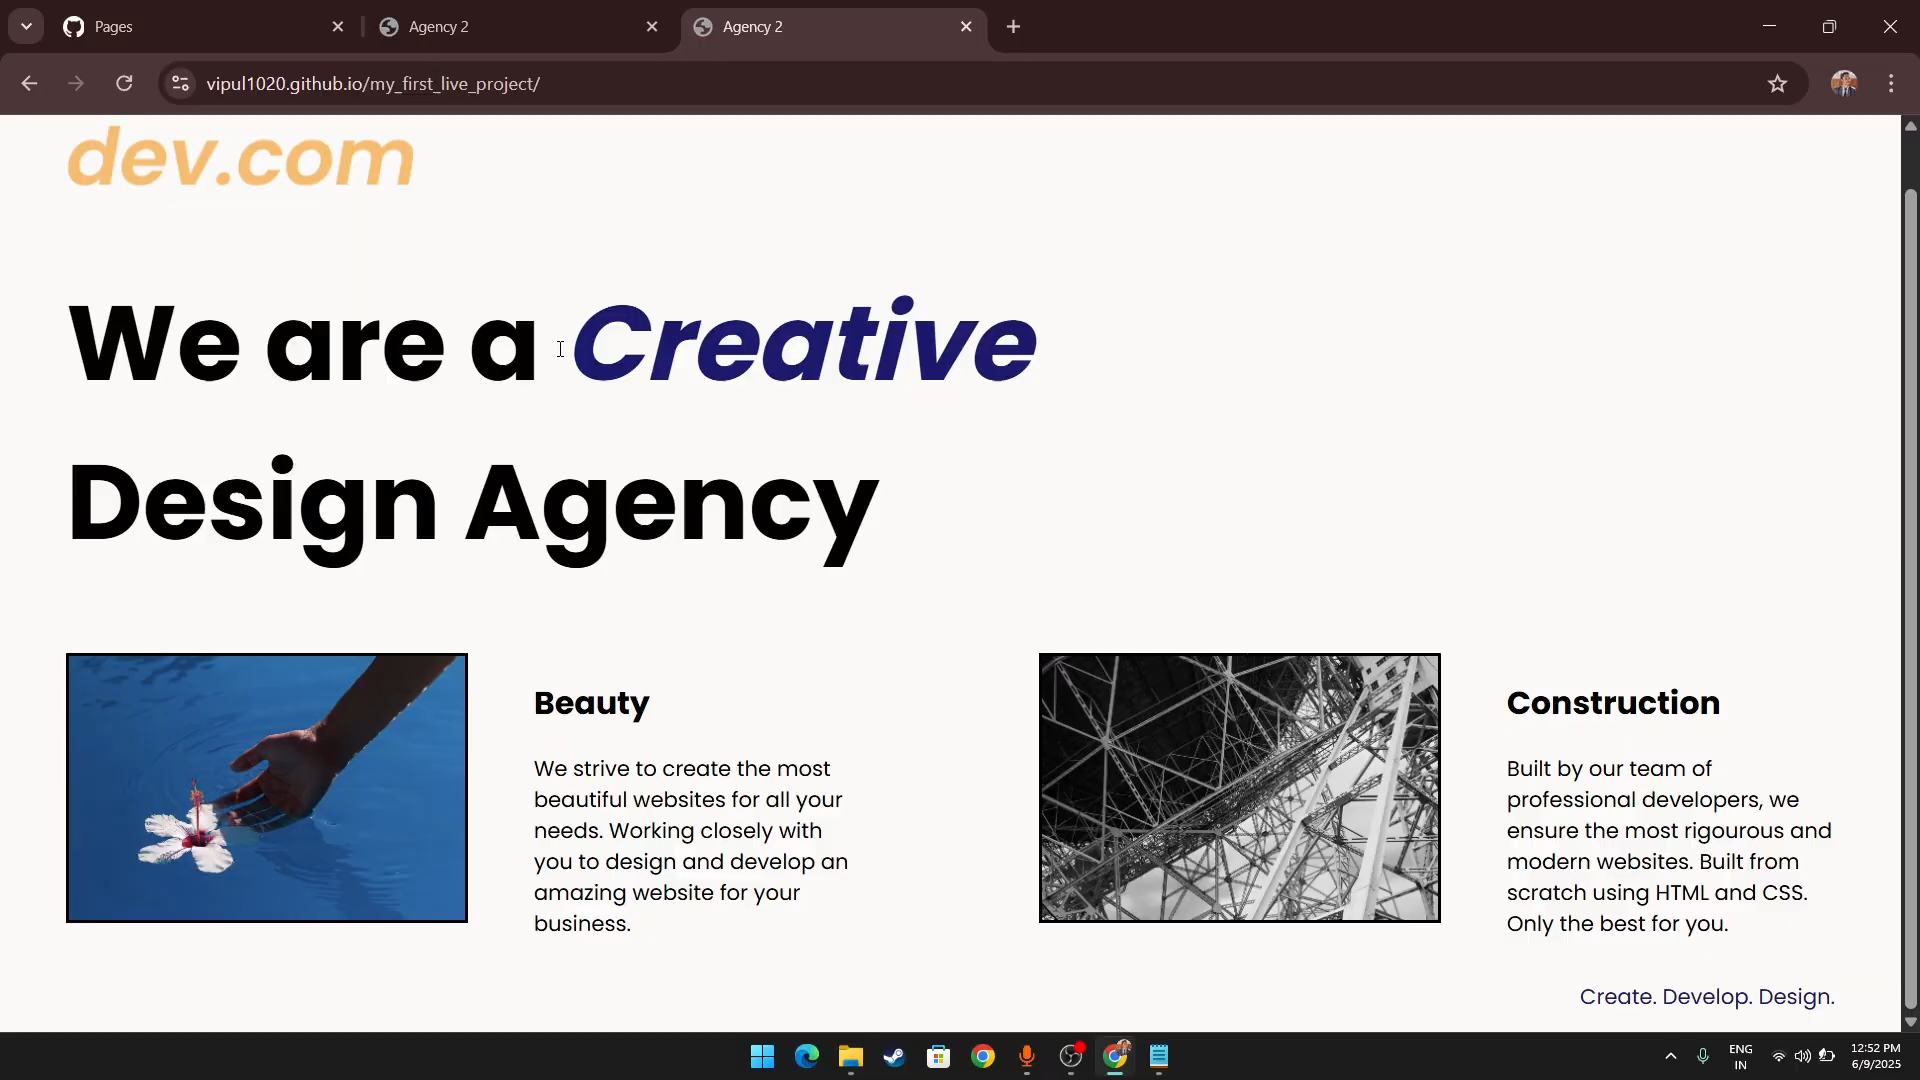 Pages
Agency 2
Agency 2
vipul1020.github.io/my_first_live_project/
dev.com
We are a Creative
Design Agency
Beauty
We strive to create the most
beautiful websites for all your
needs. Working closely with
you to design and develop an
amazing website for your
business.
Construction
Built by our team of
professional developers, we
ensure the most rigourous and
modern websites. Built from
scratch using HTML and CSS.
Only the best for you.
Create. Develop. Design.
ENG
IN
12:52 PM
6/9/2025